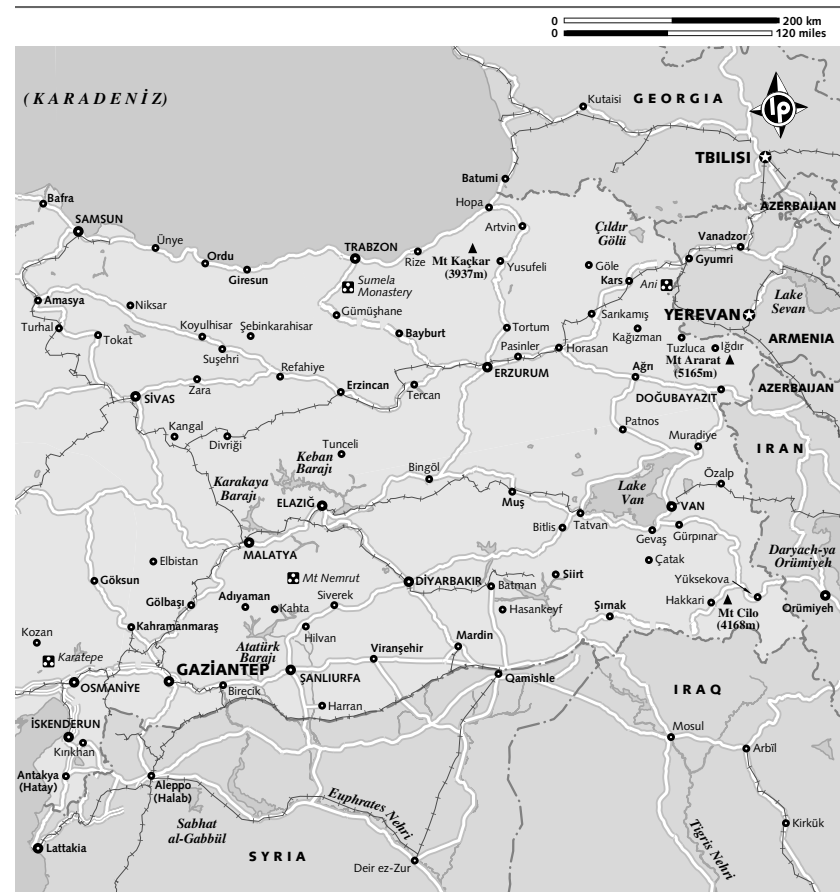 0 200 km
0 120 miles
(KARADENİZ)
GEORGIA
Kutaisi
lp
TBILISI
Batumi
Bafra
Hopa
AZERBAIJAN
SAMSUN
Artvin
Çıldır
Gölü
Vanadzor
Ünye
Ordu
TRABZON
Rize
Mt Kaçkar
(3937m)
Yusufeli
Göle
Gyumri
Giresun
Kars
Ani
Sumela
Monastery
Lake
Sevan
Amasya
Niksar
Gümüşhane
Sarıkamış
YEREVAN
Turhal
Tokat
Koyulhisar
Şebinkarahisar
Bayburt
Tortum
Kağızman
ARMENIA
Suşehri
Pasinler
Horasan
Tuzluca
Iğdır
Mt Ararat
(5165m)
Refahiye
ERZURUM
Ağrı
Zara
Erzincan
Tercan
AZERBAIJAN
SİVAS
DOĞUBAYAZIT
Kangal
Divriği
Tunceli
Patnos
Muradiye
IRAN
Keban
Barajı
Bingöl
Karakaya
Barajı
Lake
Van
Özalp
ELAZIĞ
Muş
VAN
Bitlis
Tatvan
Gevaş
Gürpınar
MALATYA
Daryach-ya
Orümiyeh
Elbistan
Çatak
Göksun
Mt Nemrut
DİYARBAKIR
Batman
Siirt
Yüksekova
Gölbaşı
Adıyaman
Kahta
Siverek
Hasankeyf
Şırnak
Hakkari
Mt Cilo
(4168m)
Orümiyeh
Kahramanmaraş
Hilvan
Kozan
Atatürk
Barajı
Viranşehir
Mardin
Karatepe
GAZİANTEP
ŞANLIURFA
Qamishle
OSMANİYE
Birecik
IRAQ
Harran
İSKENDERUN
Kırıkhan
Mosul
Arbīl
Antakya
(Hatay)
Aleppo
(Halab)
Euphrates Nehri
Sabhat
al-Gabbūl
Tigris Nehri
Kirkūk
Lattakia
SYRIA
Deir ez-Zur